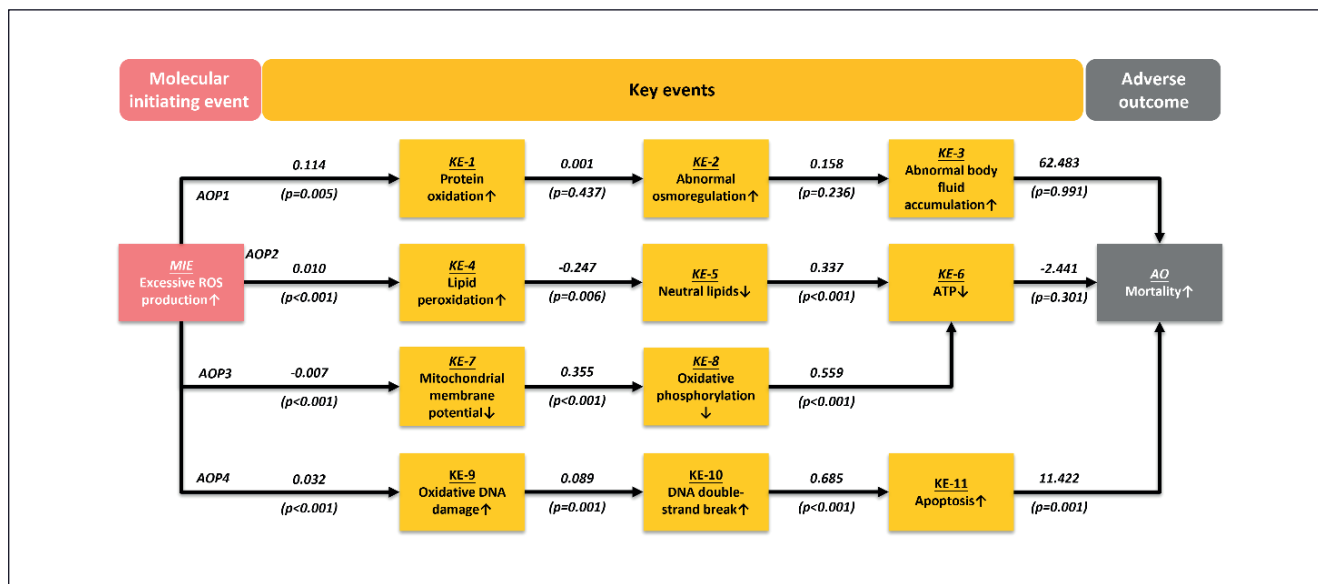 Molecular
initiating event
Key events
Adverse
outcome
0.114
(p=0.005)
AOP1
KE-1
Protein
oxidation↑
0.001
(p=0.437)
KE-2
Abnormal
osmoregulation↑
0.158
(p=0.236)
KE-3
Abnormal body
fluid
accumulation↑
62.483
(p=0.991)
MIE
Excessive ROS
production↑
AOP2
0.010
(p<0.001)
KE-4
Lipid
peroxidation↑
-0.247
(p=0.006)
KE-5
Neutral lipids↓
0.337
(p<0.001)
KE-6
ATP↓
-2.441
(p=0.301)
AO
Mortality↑
AOP3
-0.007
(p<0.001)
KE-7
Mitochondrial
membrane
potential↓
0.355
(p<0.001)
KE-8
Oxidative
phosphorylation
↓
0.559
(p<0.001)
AOP4
0.032
(p<0.001)
KE-9
Oxidative DNA
damage↑
0.089
(p=0.001)
KE-10
DNA double-
strand break↑
0.685
(p<0.001)
KE-11
Apoptosis↑
11.422
(p=0.001)